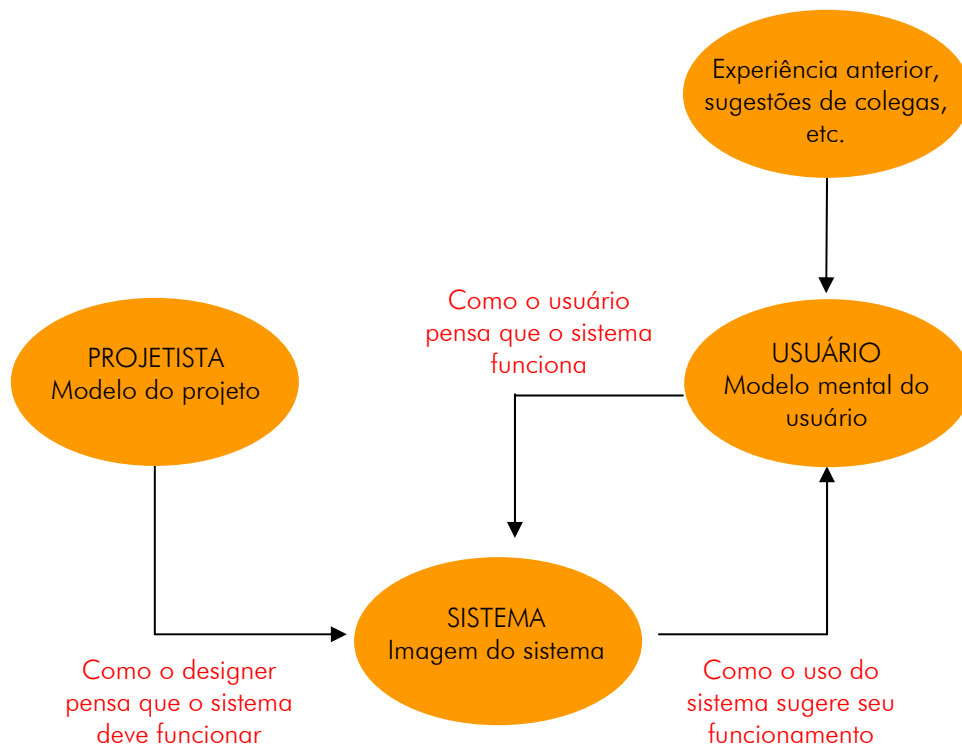 Experiência anterior,
sugestões de colegas,
etc.
Como o usuário
pensa que o sistema
funciona
PROJETISTA
Modelo do projeto
USUÁRIO
Modelo mental do
usuário
SISTEMA
Imagem do sistema
Como o designer
pensa que o sistema
deve funcionar
Como o uso do
sistema sugere seu
funcionamento